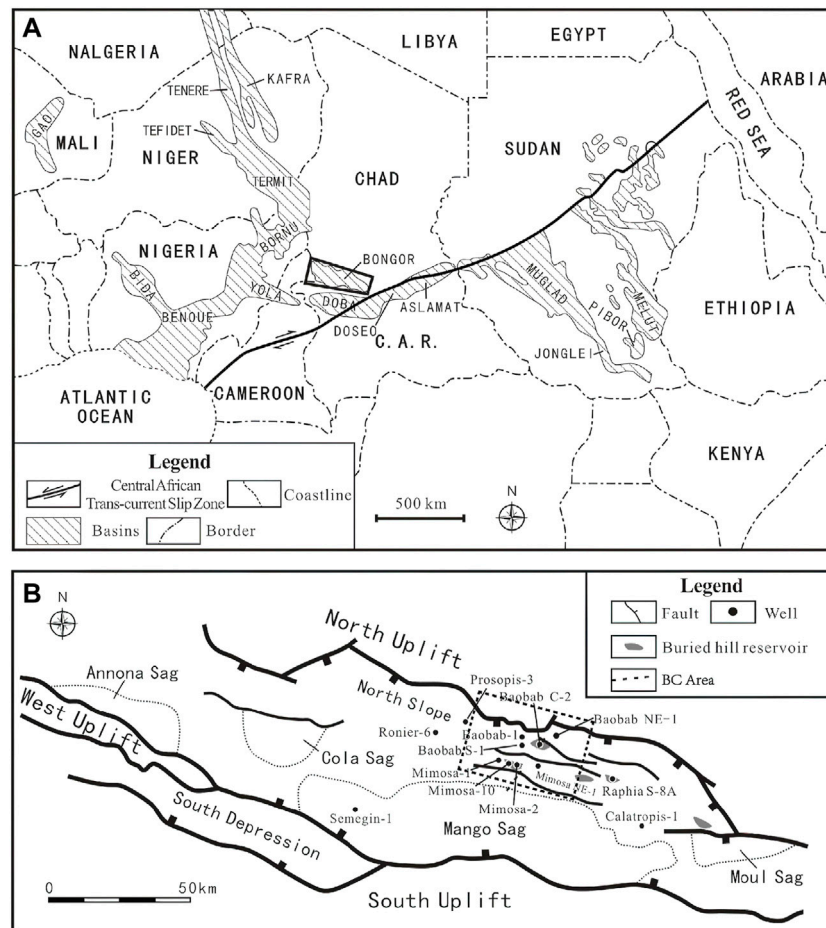 A
NALGERIA
LIBYA
EGYPT
ARABIA
RED SEA
TENERE
KAFRA
GAO
MALI
TEFIDET
NIGER
SUDAN
CHAD
TERMIT
NIGERIA
BORNU
BONGOR
BIDA
BENOUE
YOLA
DOBA
DOSEO
ASLAMAT
MUGLAD
PIBOR
MELUT
ETHIOPIA
C. A. R.
JONGLEI
ATLANTIC
OCEAN
CAMEROON
KENYA
Legend
Central African
Trans-current Slip Zone
Coastline
Basins
Border
500 km
N
B
N
Legend
Fault
Well
Buried hill reservoir
BC Area
North Uplift
Annona Sag
West Uplift
North Slope
Prosopis-3
Baobab C-2
Baobab NE-1
Ronier-6
Baobab-1
Baobab S-1
Cola Sag
Mimosa-1
Mimosa-10
Mimosa NE-1
Mimosa-2
Raphia S-8A
Semegin-1
Mango Sag
Calatropis-1
South Depression
Moul Sag
South Uplift
0
50km